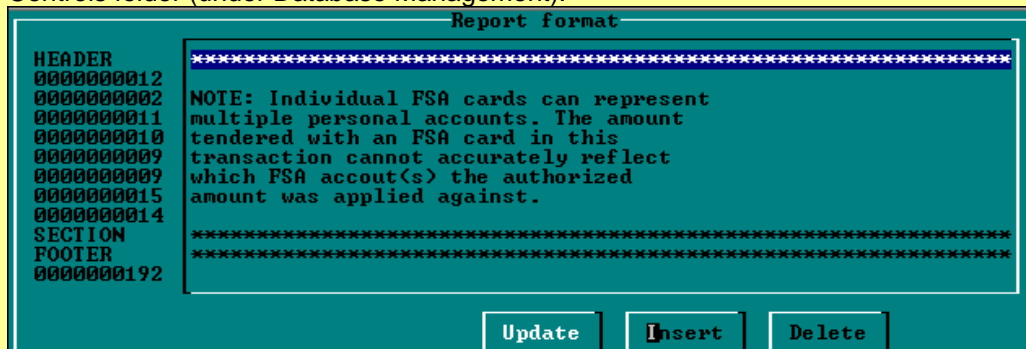 Controls folder (under Database Management).
Report format
HEADER ****************************************************************
0000000012
0000000002 NOTE: Individual FSA cards can represent
0000000011 multiple personal accounts. The amount
0000000010 tendered with an FSA card in this
0000000009 transaction cannot accurately reflect
0000000009 which FSA accout(s) the authorized
0000000015 amount was applied against.
0000000014
SECTION ****************************************************************
FOOTER ****************************************************************
0000000192
Update Insert Delete